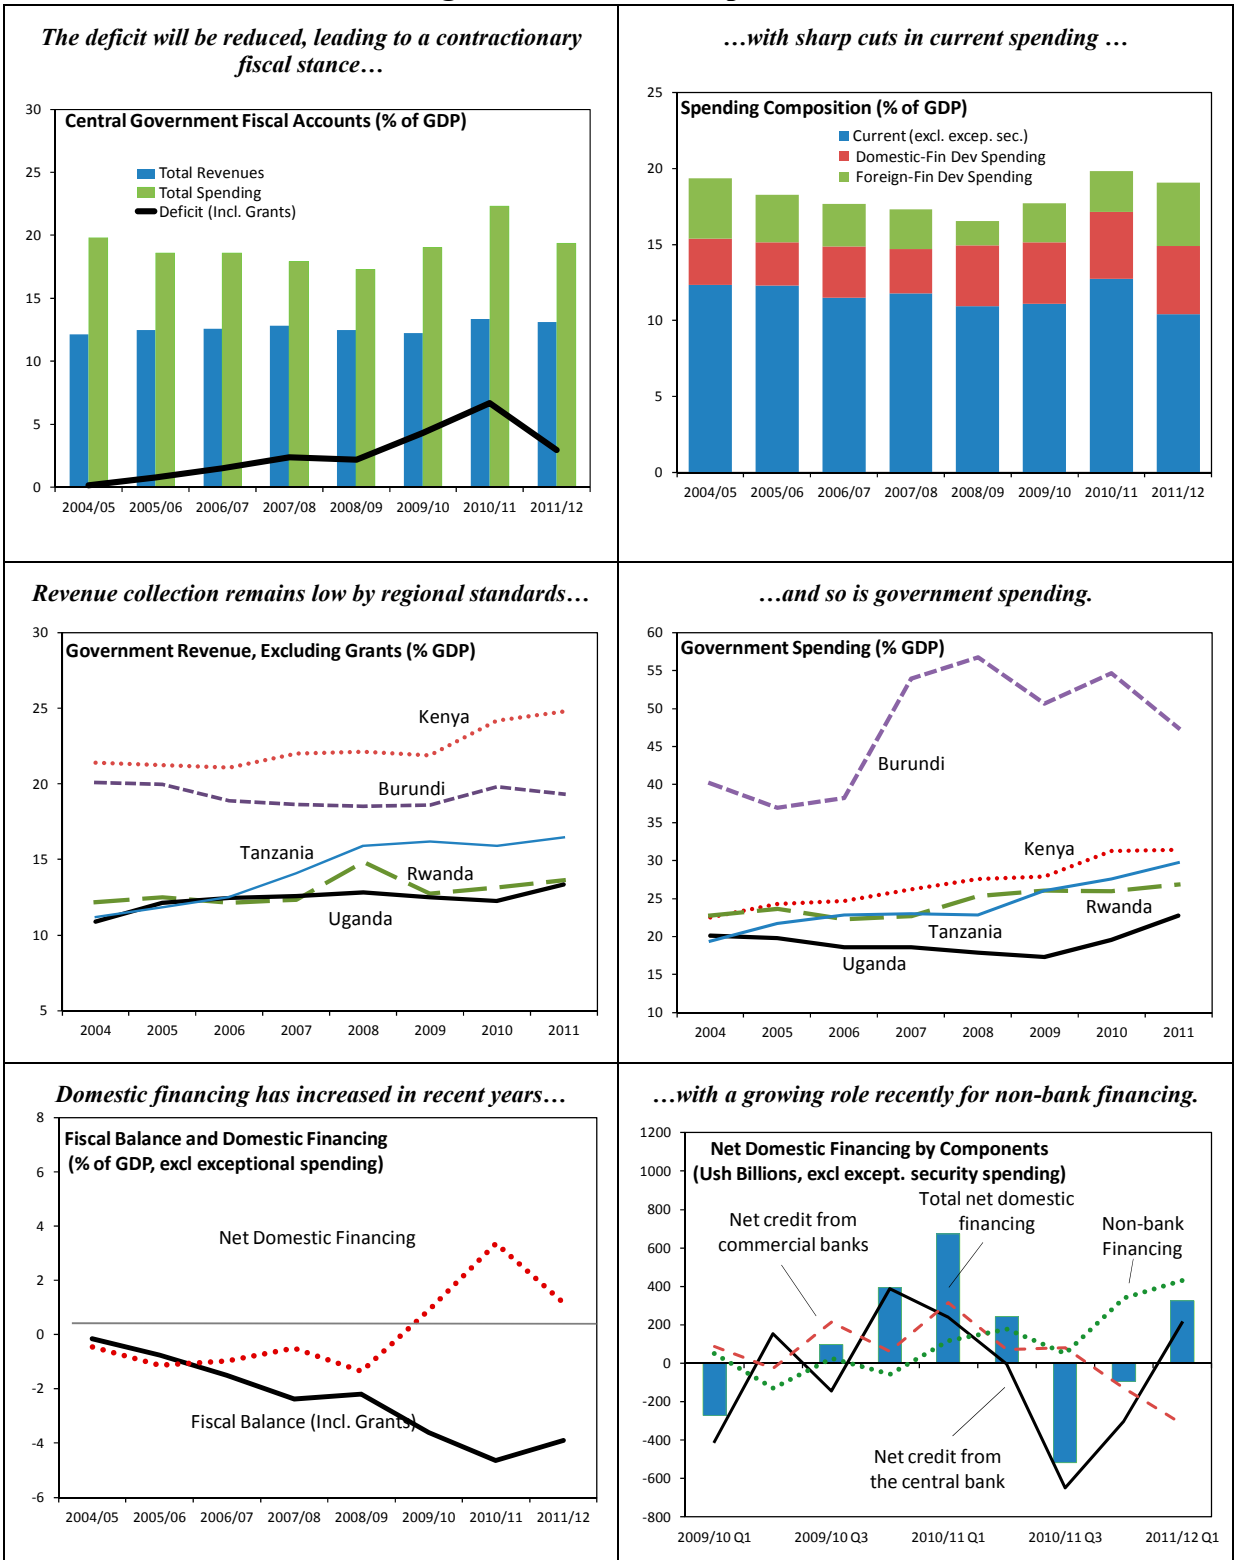 The deficit will be reduced, leading to a contractionary
fiscal stance…
Central Government Fiscal Accounts (% of GDP)
Total Revenues
Total Spending
Deficit (Incl. Grants)
30
25
20
15
10
5
0
2004/05 2005/06 2006/07 2007/08 2008/09 2009/10 2010/11 2011/12
…with sharp cuts in current spending …
Spending Composition (% of GDP)
Current (excl. excep. sec.)
Domestic-Fin Dev Spending
Foreign-Fin Dev Spending
25
20
15
10
5
0
2004/05 2005/06 2006/07 2007/08 2008/09 2009/10 2010/11 2011/12
Revenue collection remains low by regional standards…
Government Revenue, Excluding Grants (% GDP)
30
25
20
15
10
5
Kenya
Burundi
Tanzania
Rwanda
Uganda
2004 2005 2006 2007 2008 2009 2010 2011
…and so is government spending.
Government Spending (% GDP)
60
55
50
45
40
35
30
25
20
15
10
Burundi
Kenya
Rwanda
Tanzania
Uganda
2004 2005 2006 2007 2008 2009 2010 2011
Domestic financing has increased in recent years…
Fiscal Balance and Domestic Financing
(% of GDP, excl exceptional spending)
8
6
4
2
0
-2
-4
-6
Net Domestic Financing
Fiscal Balance (Incl. Grants)
2004/05 2005/06 2006/07 2007/08 2008/09 2009/10 2010/11 2011/12
…with a growing role recently for non-bank financing.
Net Domestic Financing by Components
(Ush Billions, excl except. security spending)
1200
1000
800
600
400
200
0
-200
-400
-600
-800
Total net domestic
financing
Net credit from
commercial banks
Non-bank
Financing
Net credit from
the central bank
2009/10 Q1 2009/10 Q3 2010/11 Q1 2010/11 Q3 2011/12 Q1